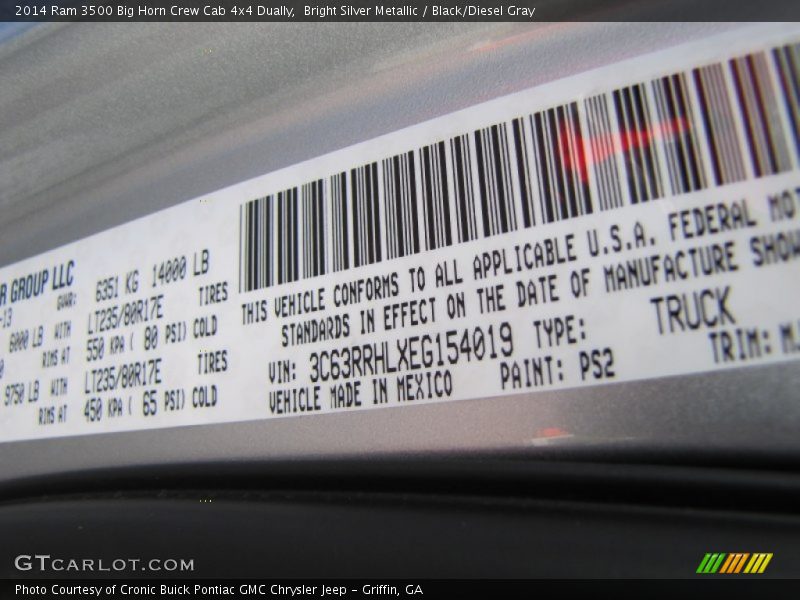 2014 Ram 3500 Big Horn Crew Cab 4x4 Dually,  Bright Silver Metallic / Black/Diesel Gray
R GROUP LLC
-13 GVWR: 6351 KG 14000 LB
6000 LB WITH LT235/80R17E TIRES
RIMS AT 550 KPA ( 80 PSI) COLD
9750 LB WITH LT235/80R17E TIRES
RIMS AT 450 KPA ( 65 PSI) COLD
THIS VEHICLE CONFORMS TO ALL APPLICABLE U.S.A. FEDERAL MOT
STANDARDS IN EFFECT ON THE DATE OF MANUFACTURE SHOW
VIN: 3C63RRHLXEG154019 TYPE: TRUCK
VEHICLE MADE IN MEXICO PAINT: PS2 TRIM:
GTCARLOT.COM
Photo Courtesy of Cronic Buick Pontiac GMC Chrysler Jeep - Griffin, GA